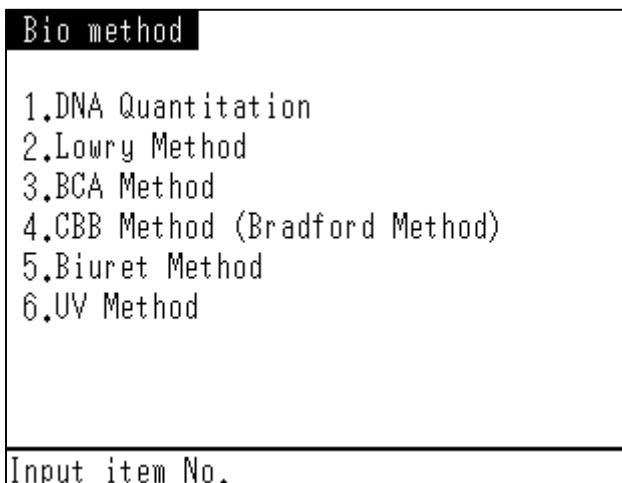 Bio method
1.DNA Quantitation
2.Lowry Method
3.BCA Method
4.CBB Method (Bradford Method)
5.Biuret Method
6.UV Method
Input item No.